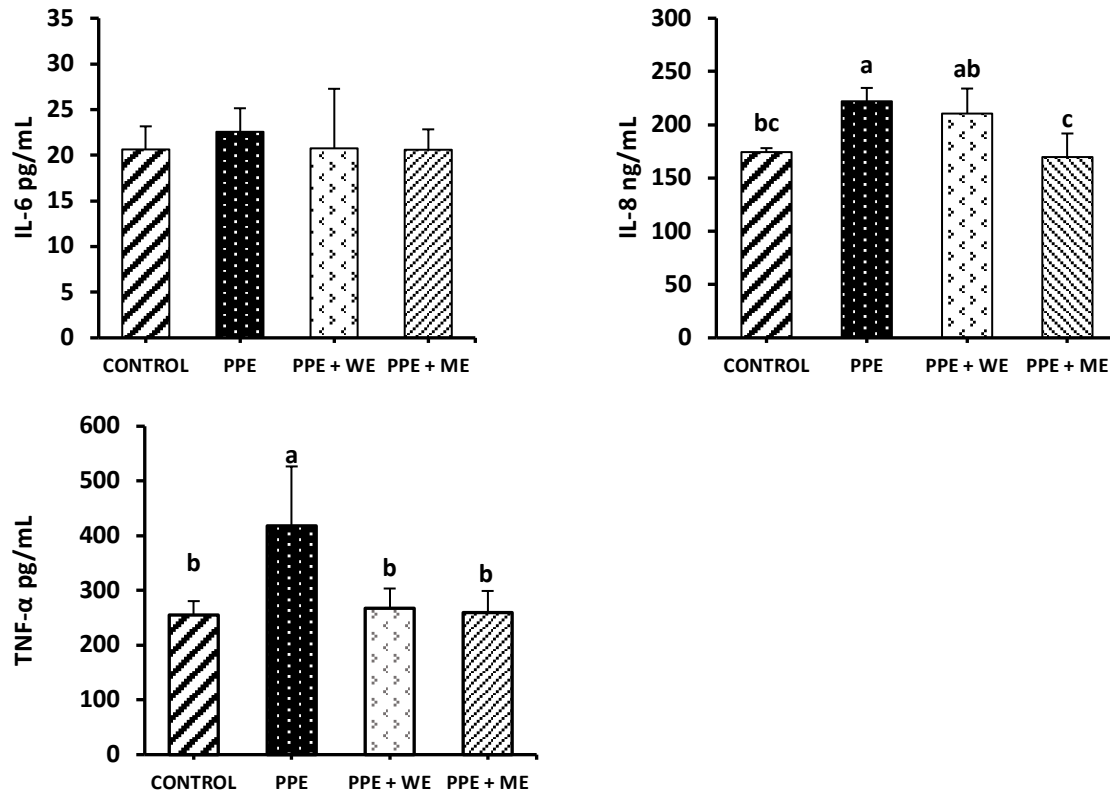 IL-6 pg/mL
35
30
25
20
15
10
5
0
CONTROL PPE PPE + WE PPE + ME
IL-8 ng/mL
300
250
200
150
100
50
0
bc a ab c
CONTROL PPE PPE + WE PPE + ME
TNF-α pg/mL
600
500
400
300
200
100
0
b a b b
CONTROL PPE PPE + WE PPE + ME